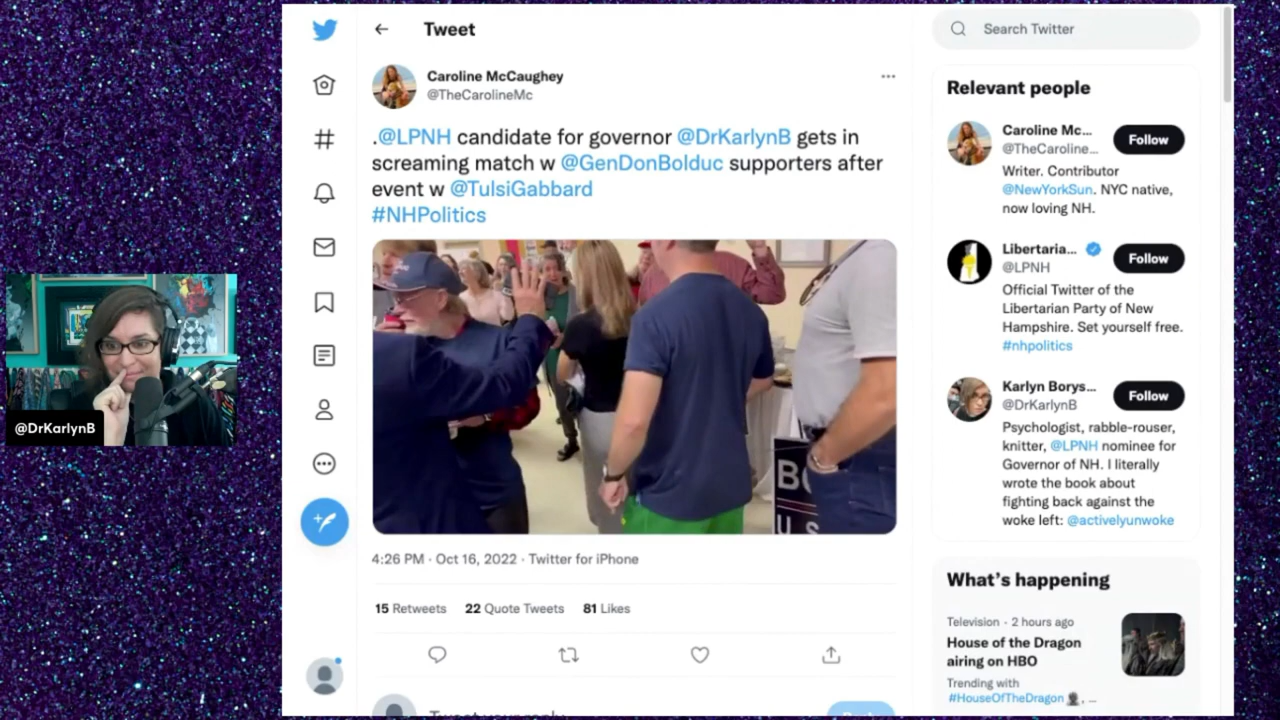 Tweet
Search Twitter
Caroline McCaughey
@TheCarolineMc
.@LPNH candidate for governor @DrKarlynB gets in
screaming match w @GenDonBolduc supporters after
event w @TulsiGabbard
#NHPolitics
U.S.
4:26 PM · Oct 16, 2022 · Twitter for iPhone
15 Retweets 22 Quote Tweets 81 Likes
Relevant people
Caroline Mc...
@TheCaroline...
Follow
Writer. Contributor
@NewYorkSun. NYC native,
now loving NH.
Libertaria...
@LPNH
Follow
Official Twitter of the
Libertarian Party of New
Hampshire. Set yourself free.
#nhpolitics
Karlyn Borys...
@DrKarlynB
Follow
Psychologist, rabble-rouser,
knitter, @LPNH nominee for
Governor of NH. I literally
wrote the book about
fighting back against the
woke left: @activelyunwoke
What's happening
Television · 2 hours ago
House of the Dragon
airing on HBO
Trending with
#HouseOfTheDragon , ...
@DrKarlynB